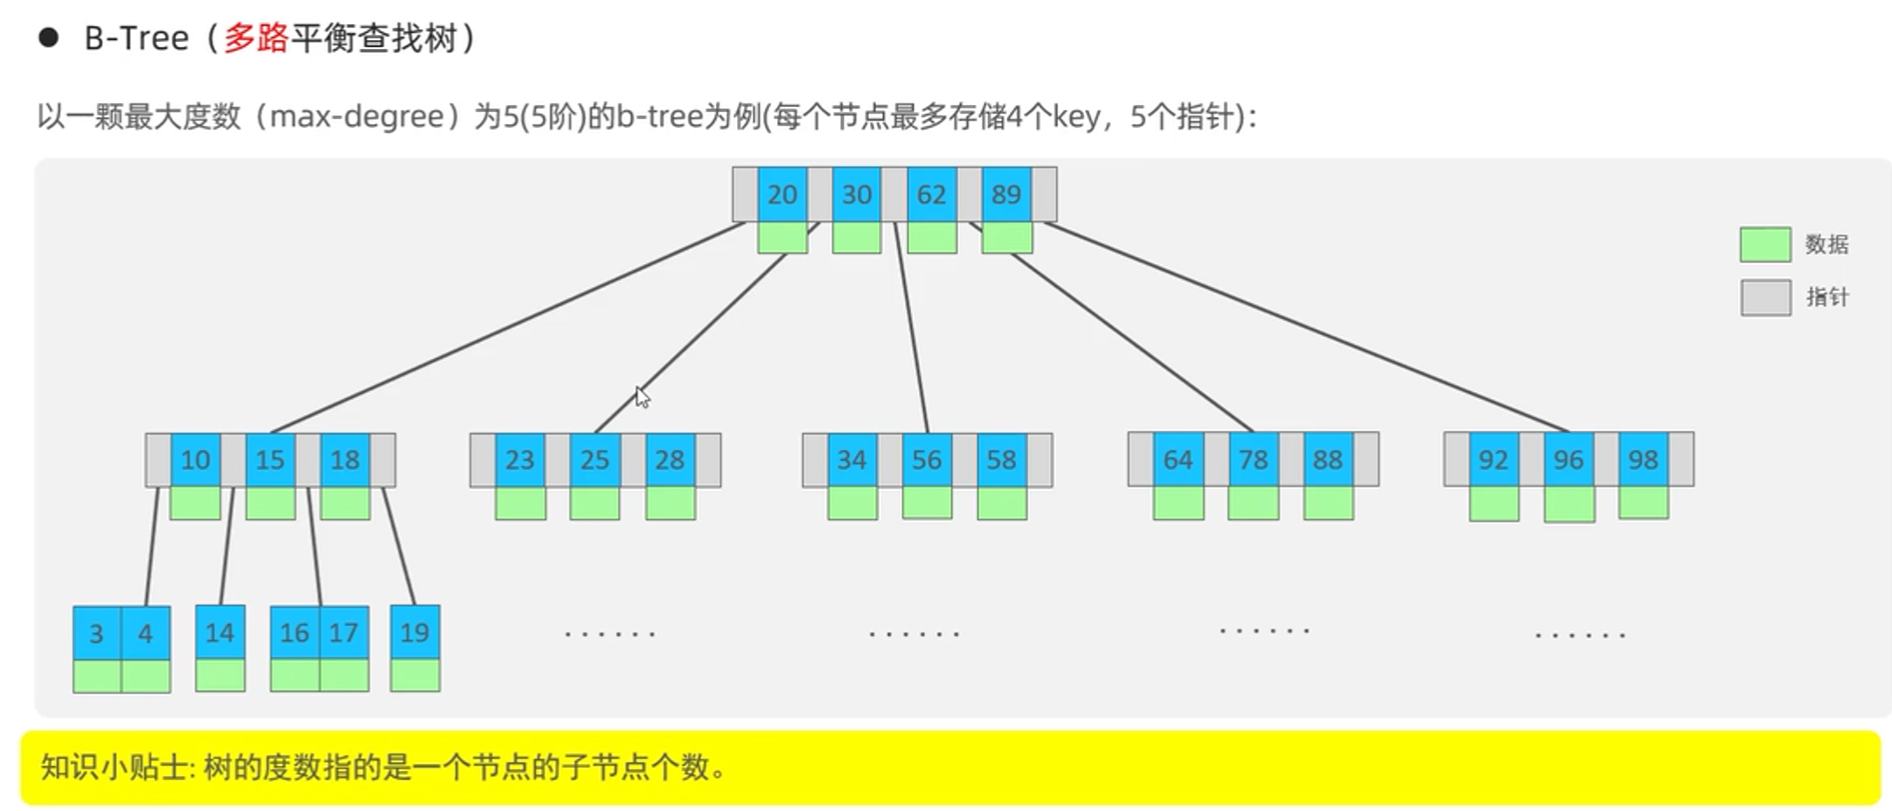 ● B-Tree（多路平衡查找树）
以一颗最大度数（max-degree）为5(5阶)的b-tree为例(每个节点最多存储4个key，5个指针)：
20 30 62 89
数据
指针
10 15 18 23 25 28 34 56 58 64 78 88 92 96 98
3 4 14 16 17 19 ...... ...... ...... ......
知识小贴士: 树的度数指的是一个节点的子节点个数。